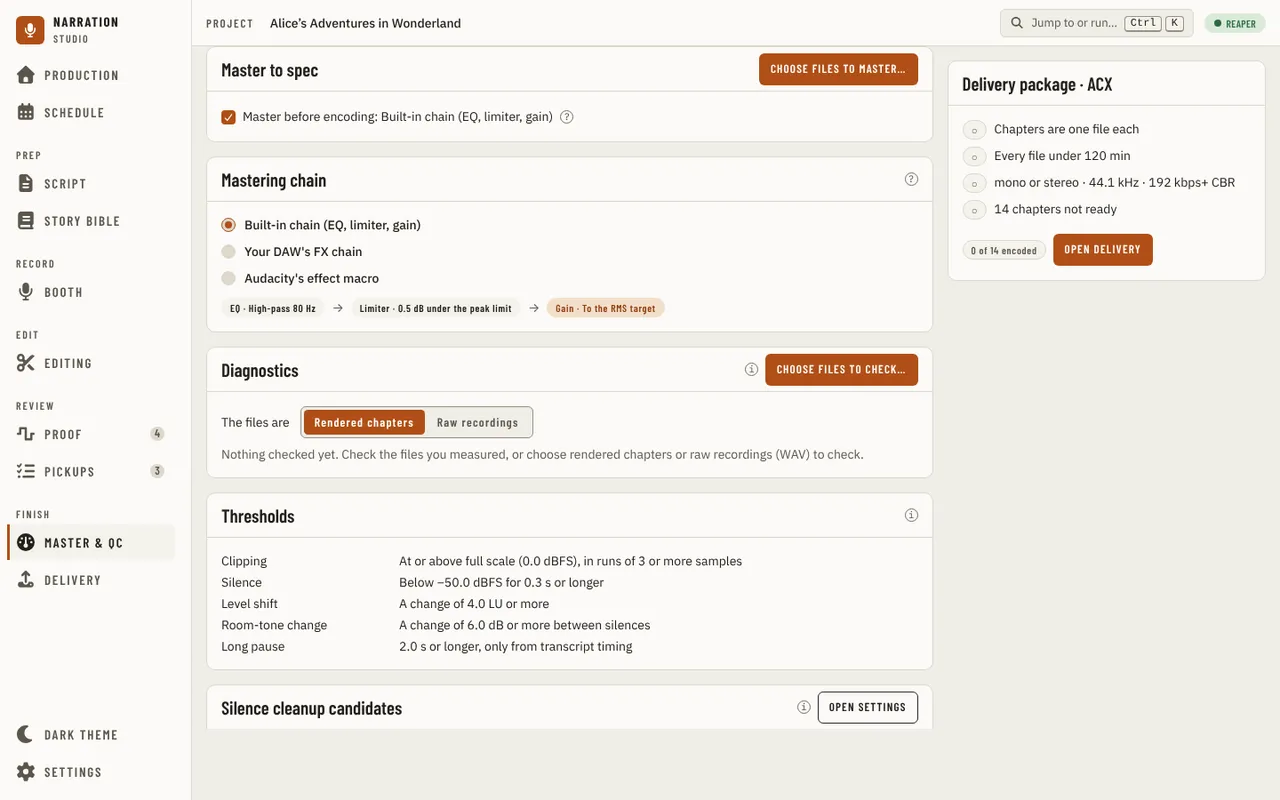 NARRATION
STUDIO
PRODUCTION
SCHEDULE
PREP
SCRIPT
STORY BIBLE
RECORD
BOOTH
EDIT
EDITING
REVIEW
PROOF 4
PICKUPS 3
FINISH
MASTER & QC
DELIVERY
DARK THEME
SETTINGS
PROJECT Alice's Adventures in Wonderland
Jump to or run... Ctrl K
REAPER
Master to spec
CHOOSE FILES TO MASTER...
Master before encoding: Built-in chain (EQ, limiter, gain) ?
Mastering chain ?
Built-in chain (EQ, limiter, gain)
Your DAW's FX chain
Audacity's effect macro
EQ · High-pass 80 Hz → Limiter · 0.5 dB under the peak limit → Gain · To the RMS target
Diagnostics
CHOOSE FILES TO CHECK...
The files are Rendered chapters Raw recordings
Nothing checked yet. Check the files you measured, or choose rendered chapters or raw recordings (WAV) to check.
Thresholds
Clipping At or above full scale (0.0 dBFS), in runs of 3 or more samples
Silence Below −50.0 dBFS for 0.3 s or longer
Level shift A change of 4.0 LU or more
Room-tone change A change of 6.0 dB or more between silences
Long pause 2.0 s or longer, only from transcript timing
Silence cleanup candidates
OPEN SETTINGS
Delivery package · ACX
Chapters are one file each
Every file under 120 min
mono or stereo · 44.1 kHz · 192 kbps+ CBR
14 chapters not ready
0 of 14 encoded OPEN DELIVERY